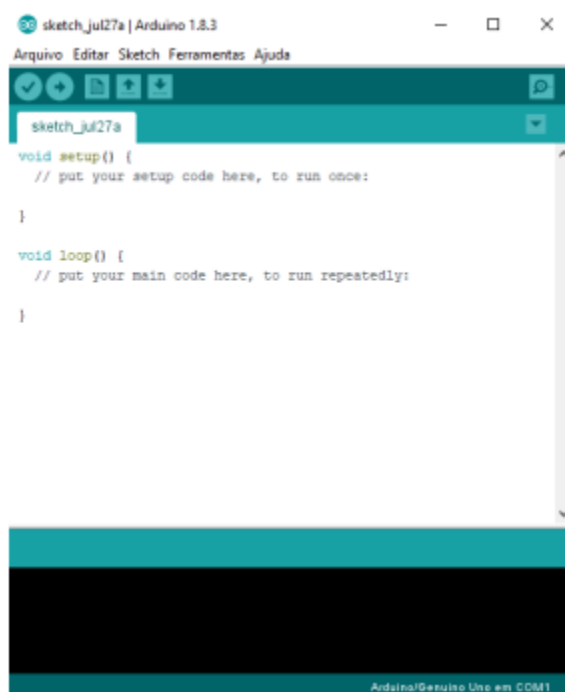 sketch_jul27a | Arduino 1.8.3
Arquivo Editar Sketch Ferramentas Ajuda
sketch_jul27a
void setup() {
// put your setup code here, to run once:
}
void loop() {
// put your main code here, to run repeatedly:
}
Arduino/Genuino Uno em COM1